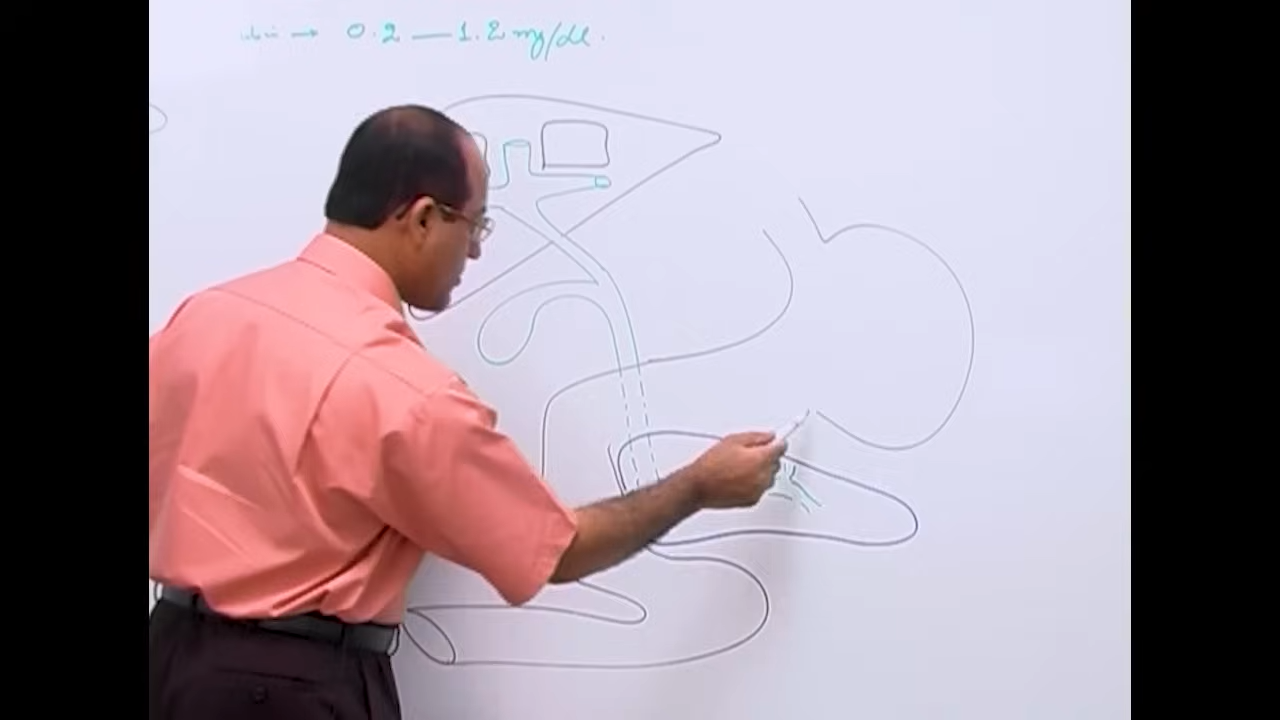 → 0.2 — 1.2 mg/dl.